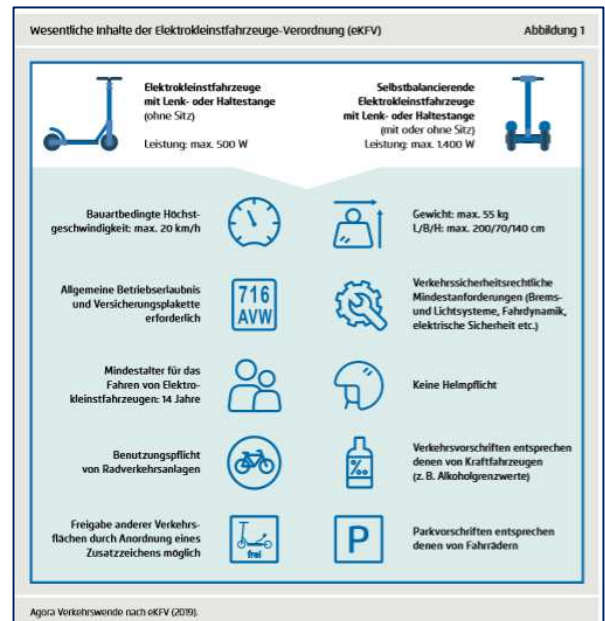 Wesentliche Inhalte der Elektrokleinstfahrzeuge-Verordnung (eKFV)
Abbildung 1
Elektrokleinstfahrzeuge
mit Lenk- oder Haltestange
(ohne Sitz)
Leistung: max. 500 W
Selbstbalancierende
Elektrokleinstfahrzeuge
mit Lenk- oder Haltestange
(mit oder ohne Sitz)
Leistung: max. 1.400 W
Bauartbedingte Höchst-
geschwindigkeit: max. 20 km/h
Gewicht: max. 55 kg
L/B/H: max. 200/70/140 cm
Allgemeine Betriebserlaubnis
und Versicherungsplakette
erforderlich
716
AVW
Verkehrssicherheitsrechtliche
Mindestanforderungen (Brems-
und Lichtsysteme, Fahrdynamik,
elektrische Sicherheit etc.)
Mindestalter für das
Fahren von Elektro-
kleinstfahrzeugen: 14 Jahre
Keine Helmpflicht
Benutzungspflicht
von Radverkehrsanlagen
‰
Verkehrsvorschriften entsprechen
denen von Kraftfahrzeugen
(z. B. Alkoholgrenzwerte)
Freigabe anderer Verkehrs-
flächen durch Anordnung eines
Zusatzzeichens möglich
frei
P
Parkvorschriften entsprechen
denen von Fahrrädern
Agora Verkehrswende nach eKFV (2019).